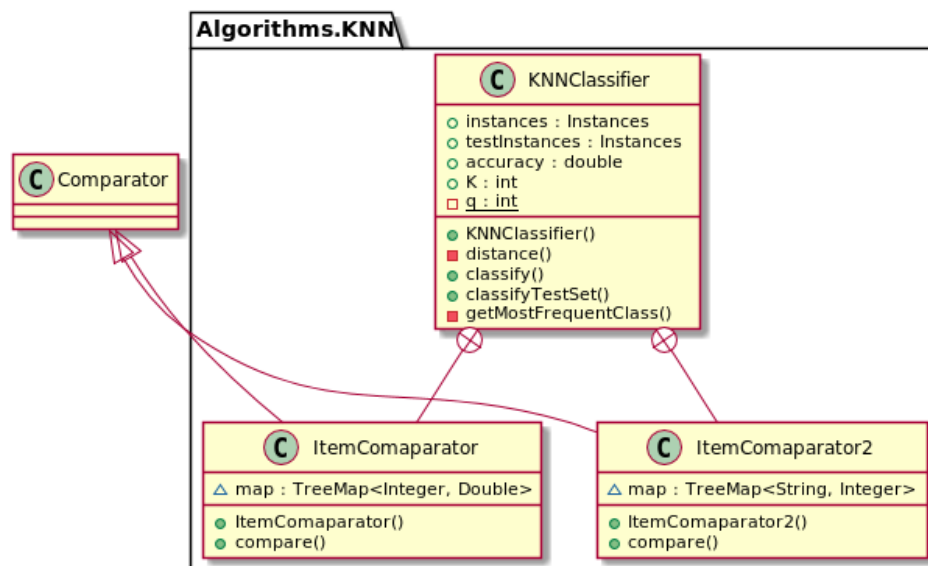 Algorithms.KNN
C KNNClassifier
instances : Instances
testInstances : Instances
accuracy : double
K : int
q : int
KNNClassifier()
distance()
classify()
classifyTestSet()
getMostFrequentClass()
C Comparator
C ItemComaparator
map : TreeMap<Integer, Double>
ItemComaparator()
compare()
C ItemComaparator2
map : TreeMap<String, Integer>
ItemComaparator2()
compare()